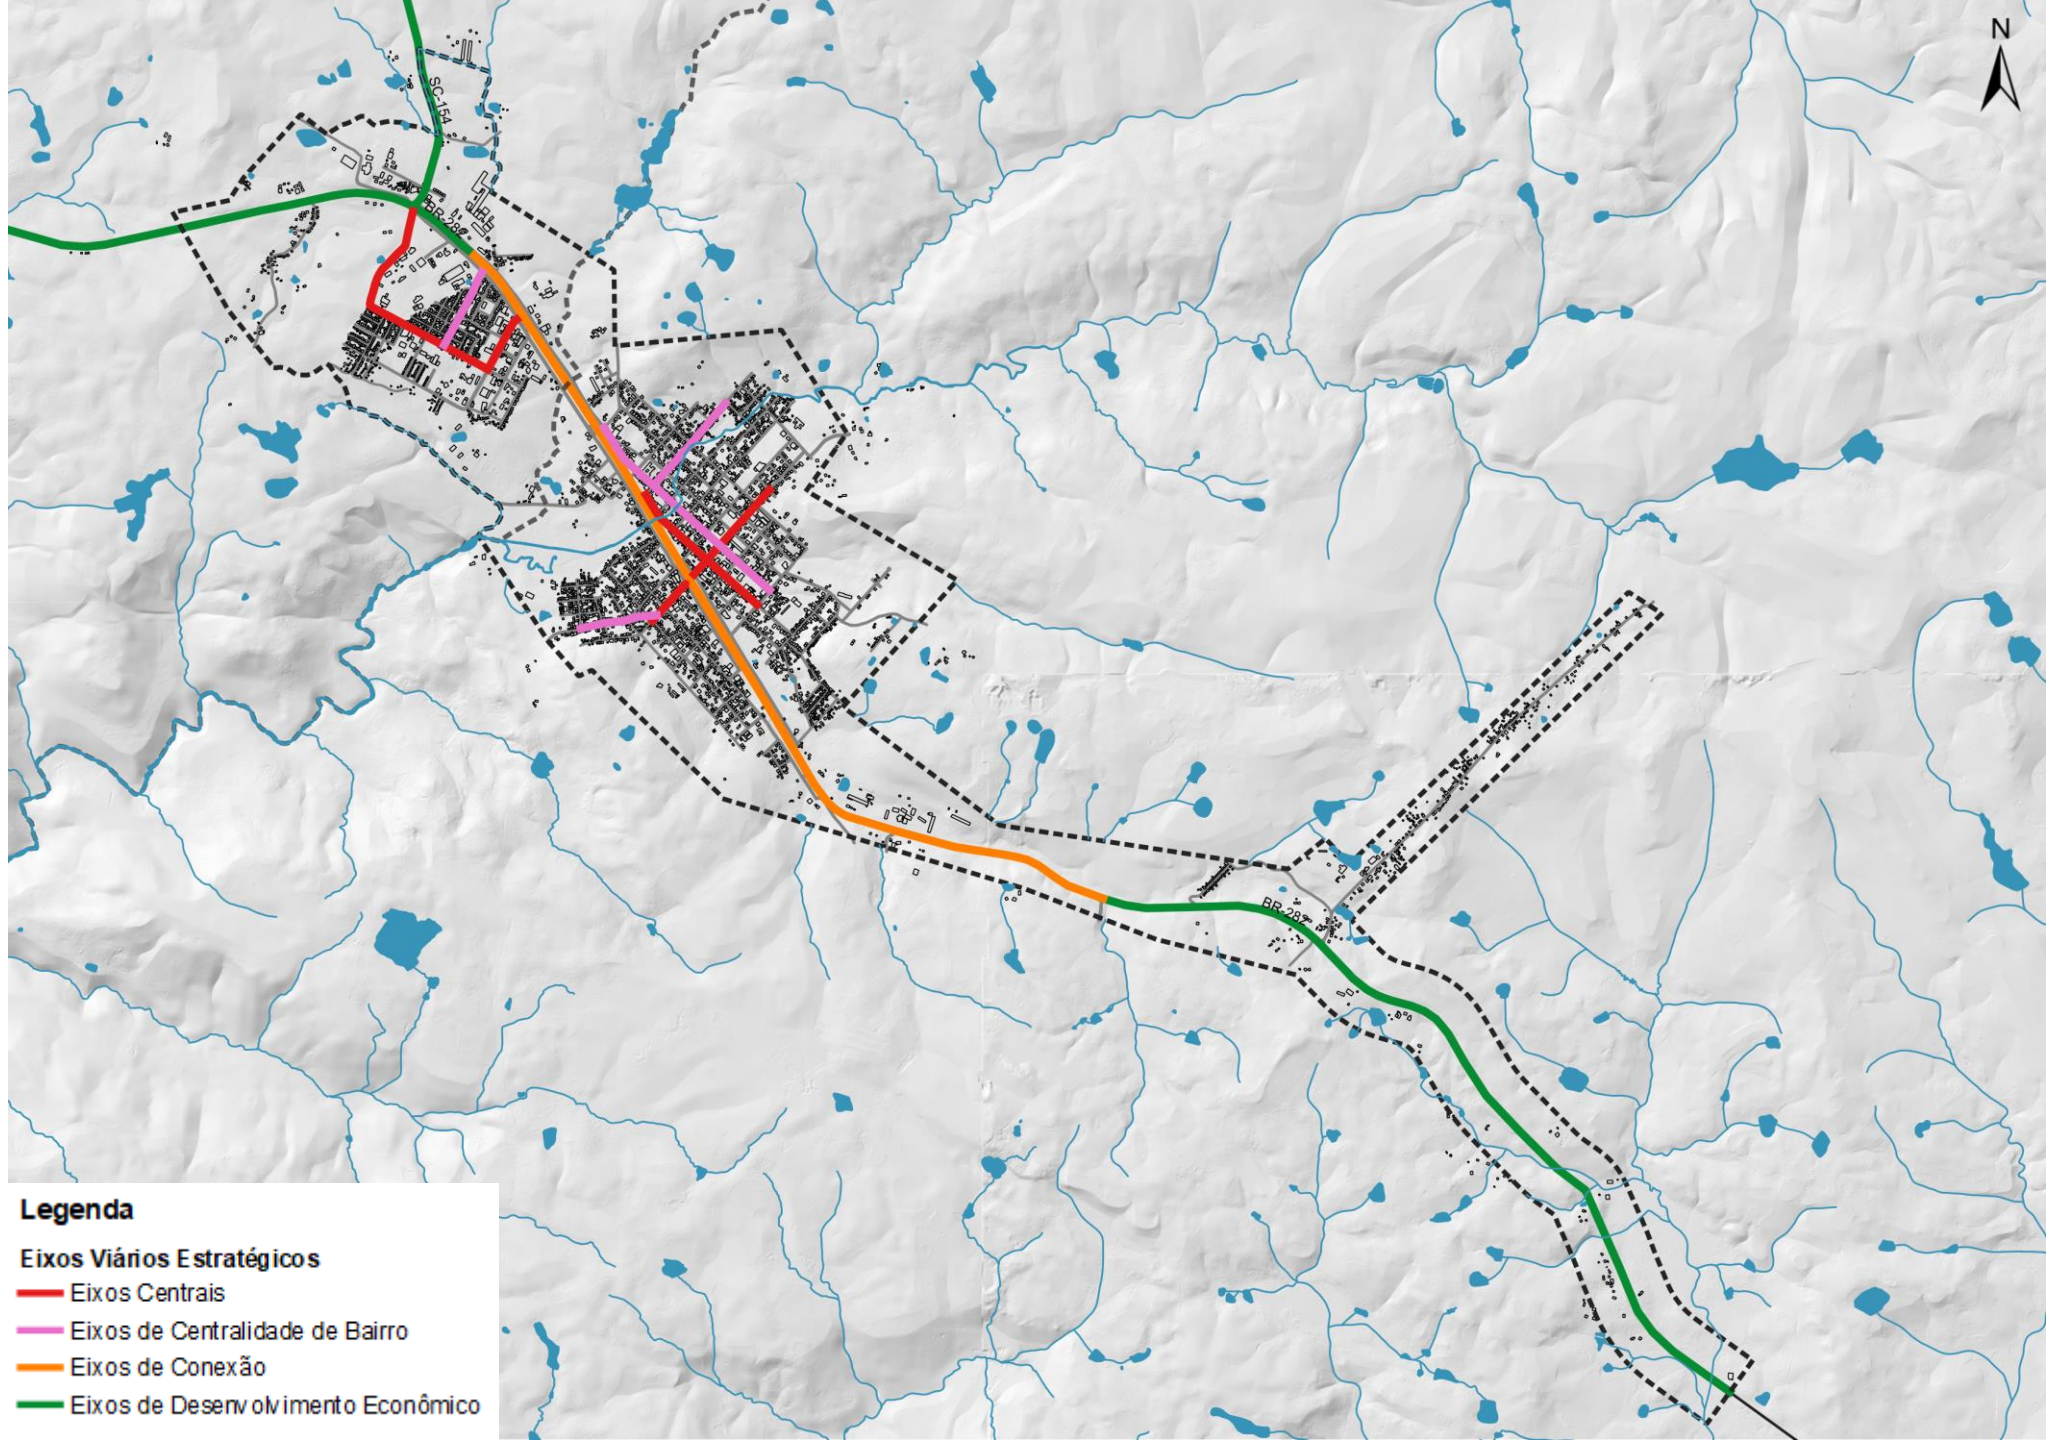 N
SC-154
BR-282
BR-282
Legenda
Eixos Viários Estratégicos
Eixos Centrais
Eixos de Centralidade de Bairro
Eixos de Conexão
Eixos de Desenvolvimento Econômico